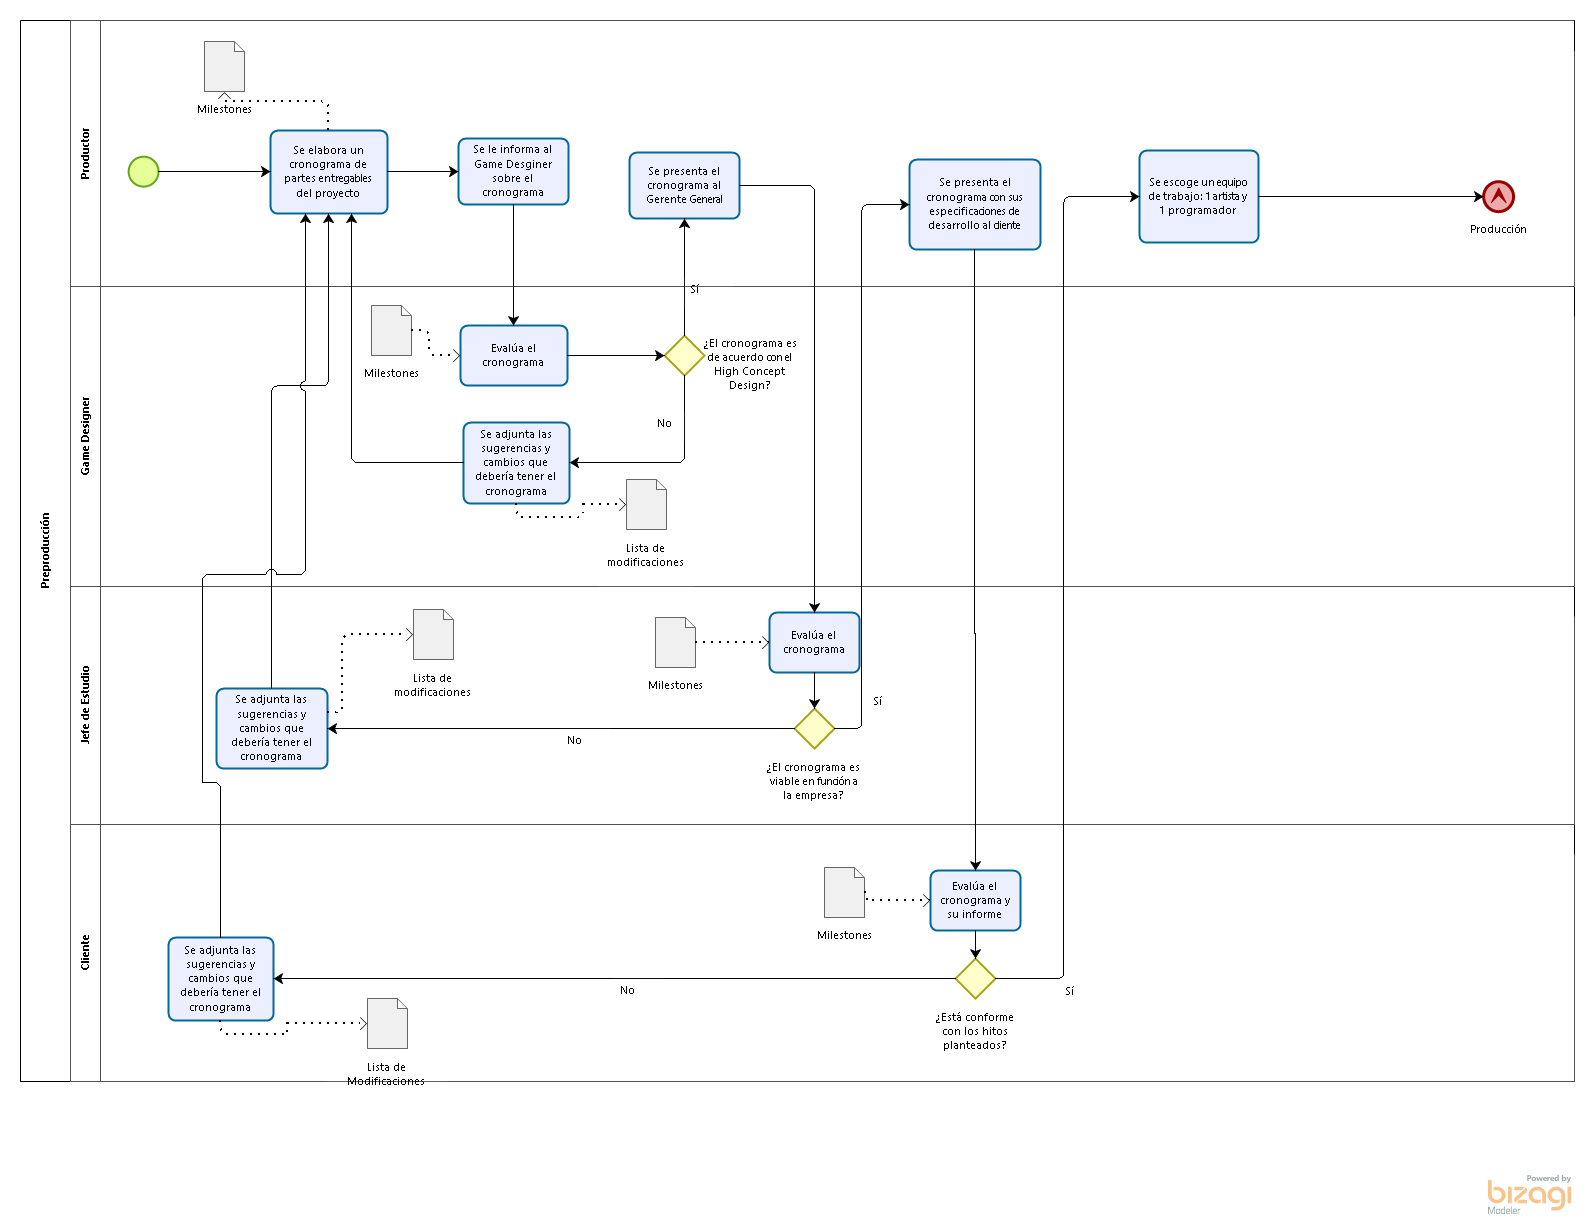 Preproducción
Productor
Milestones
Se elabora un
cronograma de
partes entregables
del proyecto
Se le informa al
Game Desginer
sobre el
cronograma
Se presenta el
cronograma al
Gerente General
Se presenta el
cronograma con sus
especificaciones de
desarrollo al cliente
Se escoge un equipo
de trabajo: 1 artista y
1 programador
Producción
Game Designer
Milestones
Evalúa el
cronograma
Sí
¿El cronograma es
de acuerdo con el
High Concept
Design?
No
Se adjunta las
sugerencias y
cambios que
debería tener el
cronograma
Lista de
modificaciones
Jefe de Estudio
Se adjunta las
sugerencias y
cambios que
debería tener el
cronograma
Lista de
modificaciones
Milestones
Evalúa el
cronograma
Sí
No
¿El cronograma es
viable en función a
la empresa?
Cliente
Milestones
Evalúa el
cronograma y
su informe
Se adjunta las
sugerencias y
cambios que
debería tener el
cronograma
No
Sí
¿Está conforme
con los hitos
planteados?
Lista de
Modificaciones
Powered by
bizagi
Modeler